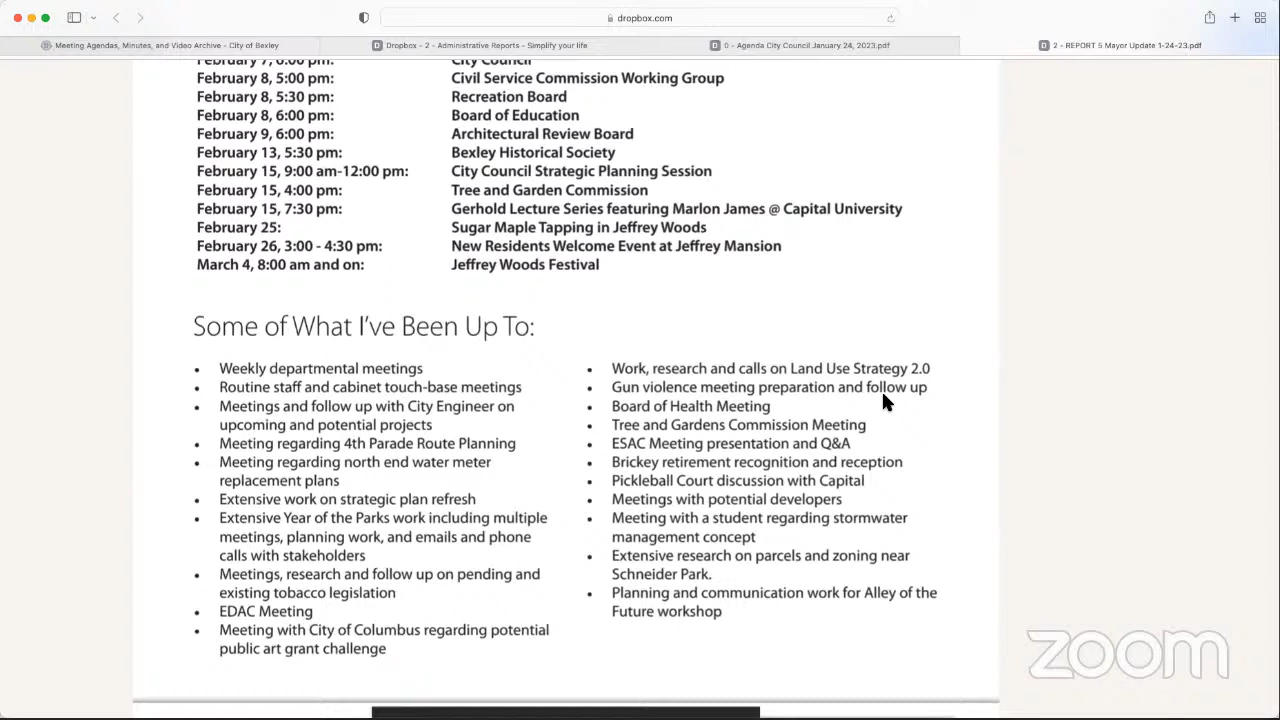 dropbox.com
Meeting Agendas, Minutes, and Video Archive - City of Bexley
Dropbox - 2 - Administrative Reports - Simplify your life
0 - Agenda City Council January 24, 2023.pdf
2 - REPORT 5 Mayor Update 1-24-23.pdf
February 7, 6:00 pm: City Council
February 8, 5:00 pm: Civil Service Commission Working Group
February 8, 5:30 pm: Recreation Board
February 8, 6:00 pm: Board of Education
February 9, 6:00 pm: Architectural Review Board
February 13, 5:30 pm: Bexley Historical Society
February 15, 9:00 am-12:00 pm: City Council Strategic Planning Session
February 15, 4:00 pm: Tree and Garden Commission
February 15, 7:30 pm: Gerhold Lecture Series featuring Marlon James @ Capital University
February 25: Sugar Maple Tapping in Jeffrey Woods
February 26, 3:00 - 4:30 pm: New Residents Welcome Event at Jeffrey Mansion
March 4, 8:00 am and on: Jeffrey Woods Festival
Some of What I've Been Up To:
• Weekly departmental meetings
• Routine staff and cabinet touch-base meetings
• Meetings and follow up with City Engineer on
upcoming and potential projects
• Meeting regarding 4th Parade Route Planning
• Meeting regarding north end water meter
replacement plans
• Extensive work on strategic plan refresh
• Extensive Year of the Parks work including multiple
meetings, planning work, and emails and phone
calls with stakeholders
• Meetings, research and follow up on pending and
existing tobacco legislation
• EDAC Meeting
• Meeting with City of Columbus regarding potential
public art grant challenge
• Work, research and calls on Land Use Strategy 2.0
• Gun violence meeting preparation and follow up
• Board of Health Meeting
• Tree and Gardens Commission Meeting
• ESAC Meeting presentation and Q&A
• Brickey retirement recognition and reception
• Pickleball Court discussion with Capital
• Meetings with potential developers
• Meeting with a student regarding stormwater
management concept
• Extensive research on parcels and zoning near
Schneider Park.
• Planning and communication work for Alley of the
Future workshop
zoom